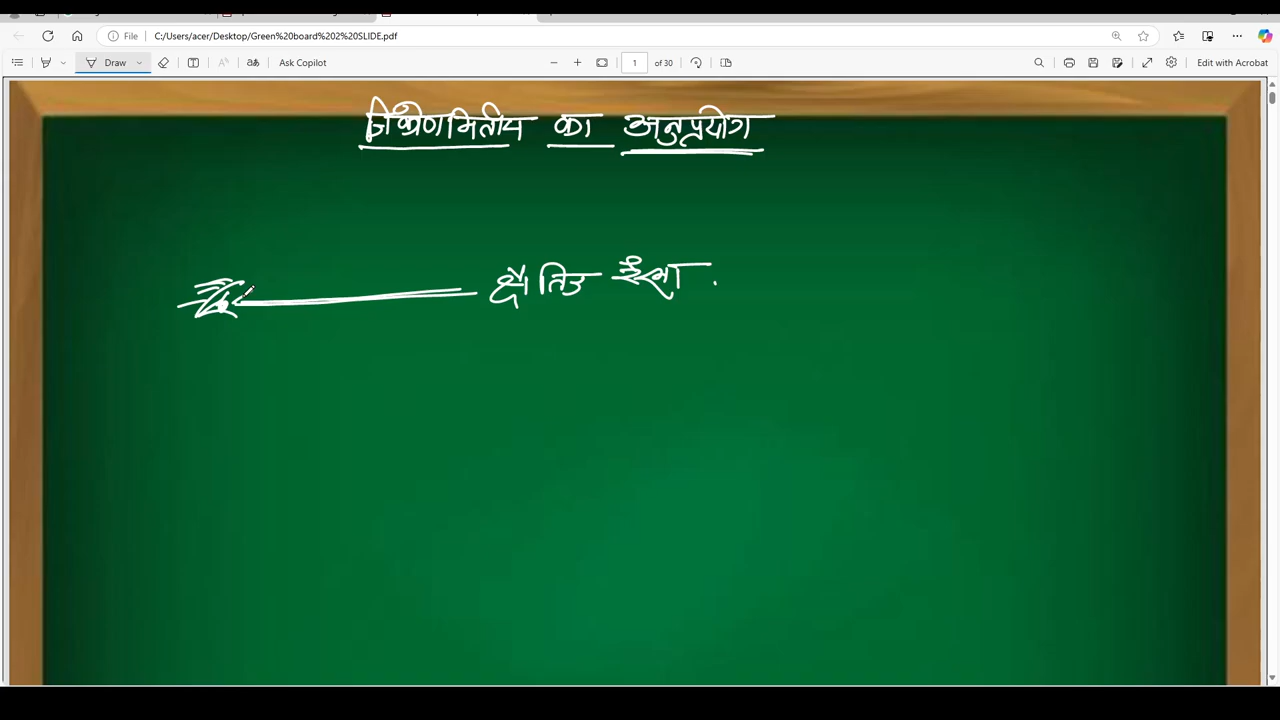 File C:/Users/acer/Desktop/Green%20board%202%20SLIDE.pdf
Draw Ask Copilot 1 of 30 Edit with Acrobat
त्रिकोणमितीय का अनुप्रयोग
क्षैतिज रेखा